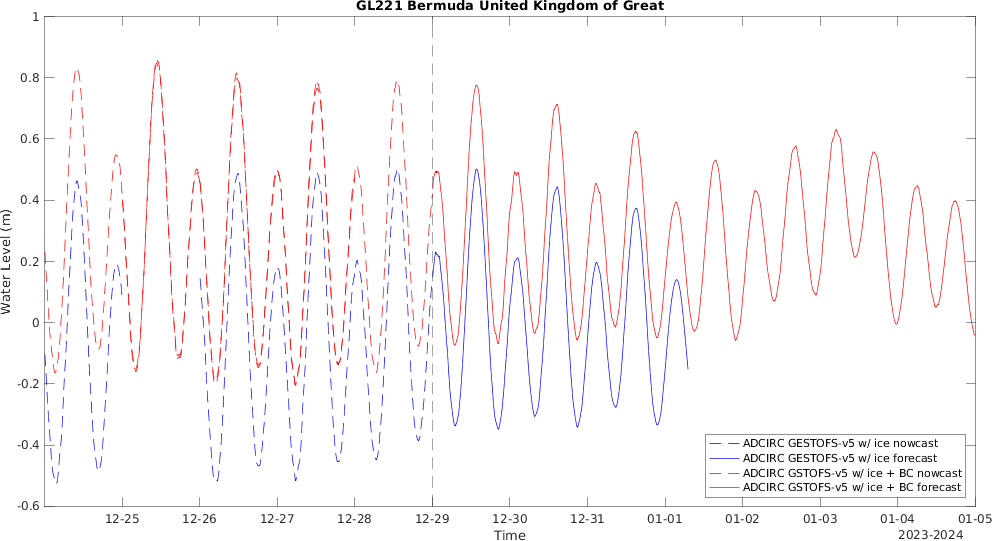 GL221 Bermuda United Kingdom of Great
1
0.8
0.6
0.4
0.2
0
-0.2
-0.4
-0.6
Water Level (m)
12-25 12-26 12-27 12-28 12-29 12-30 12-31 01-01 01-02 01-03 01-04 01-05
Time
2023-2024
ADCIRC GESTOFS-v5 w/ ice nowcast
ADCIRC GESTOFS-v5 w/ ice forecast
ADCIRC GSTOFS-v5 w/ ice + BC nowcast
ADCIRC GSTOFS-v5 w/ ice + BC forecast